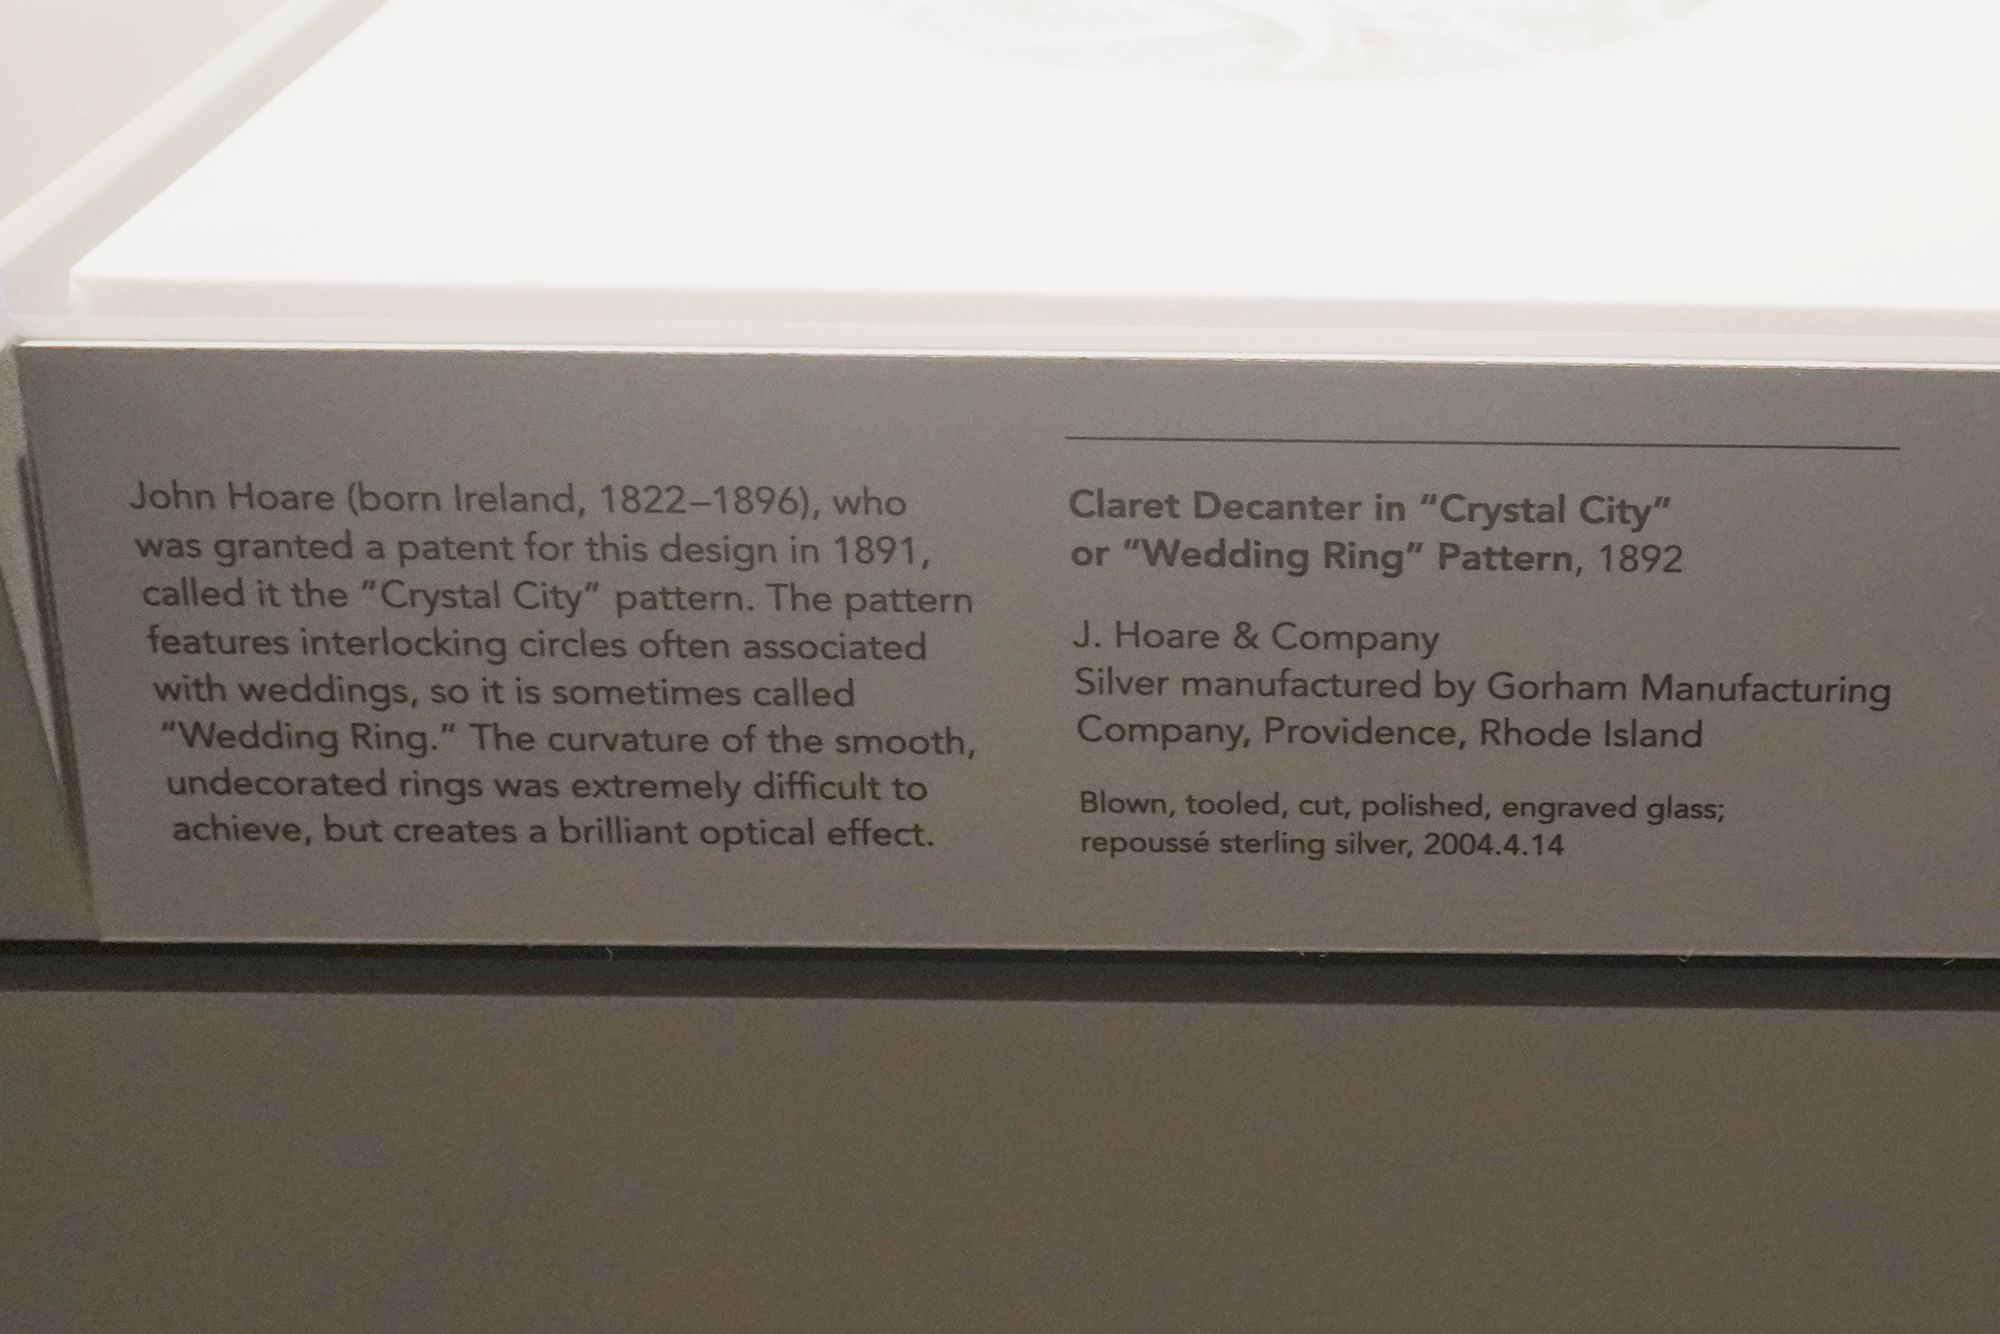 John Hoare (born Ireland, 1822–1896), who
was granted a patent for this design in 1891,
called it the “Crystal City” pattern. The pattern
features interlocking circles often associated
with weddings, so it is sometimes called
“Wedding Ring.” The curvature of the smooth,
undecorated rings was extremely difficult to
achieve, but creates a brilliant optical effect.
Claret Decanter in “Crystal City”
or “Wedding Ring” Pattern, 1892
J. Hoare & Company
Silver manufactured by Gorham Manufacturing
Company, Providence, Rhode Island
Blown, tooled, cut, polished, engraved glass;
repoussé sterling silver, 2004.4.14